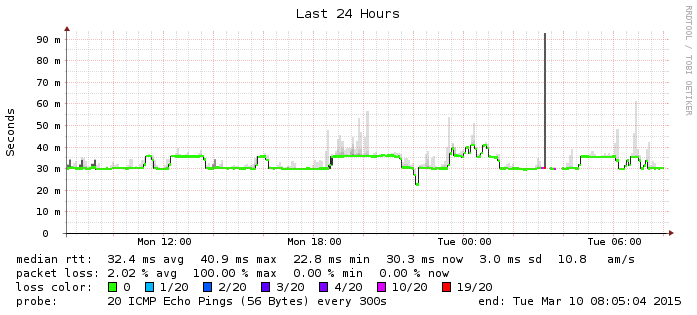 Last 24 Hours
RRDTOOL / TOBI OETIKER
Seconds
90 m
80 m
70 m
60 m
50 m
40 m
30 m
20 m
10 m
0
Mon 12:00 Mon 18:00 Tue 00:00 Tue 06:00
median rtt: 32.4 ms avg 40.9 ms max 22.8 ms min 30.3 ms now 3.0 ms sd 10.8 am/s
packet loss: 2.02 % avg 100.00 % max 0.00 % min 0.00 % now
loss color: 0 1/20 2/20 3/20 4/20 10/20 19/20
probe: 20 ICMP Echo Pings (56 Bytes) every 300s end: Tue Mar 10 08:05:04 2015